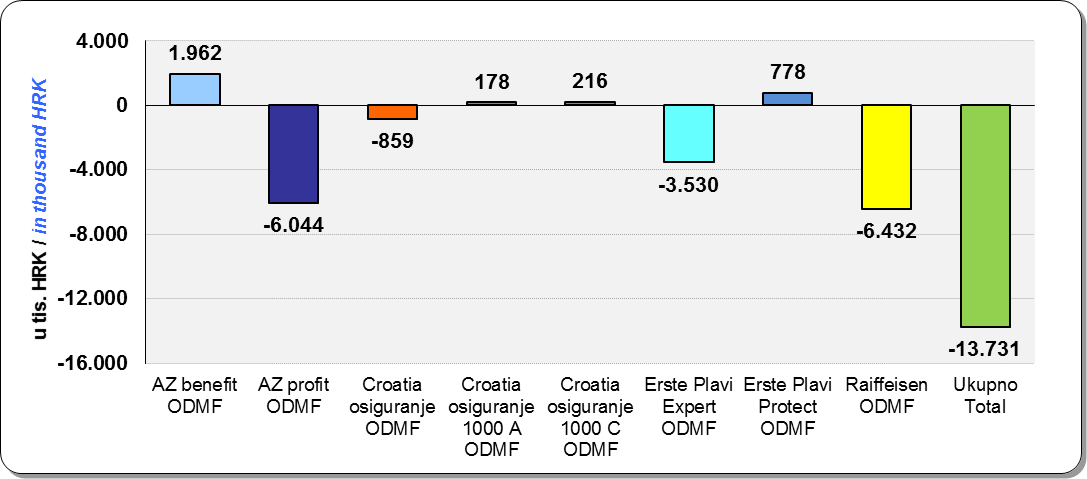 u tis. HRK / in thousand HRK
4.000
0
-4.000
-8.000
-12.000
-16.000
1.962
-6.044
-859
178
216
-3.530
778
-6.432
-13.731
AZ benefit
ODMF
AZ profit
ODMF
Croatia
osiguranje
ODMF
Croatia
osiguranje
1000 A
ODMF
Croatia
osiguranje
1000 C
ODMF
Erste Plavi
Expert
ODMF
Erste Plavi
Protect
ODMF
Raiffeisen
ODMF
Ukupno
Total